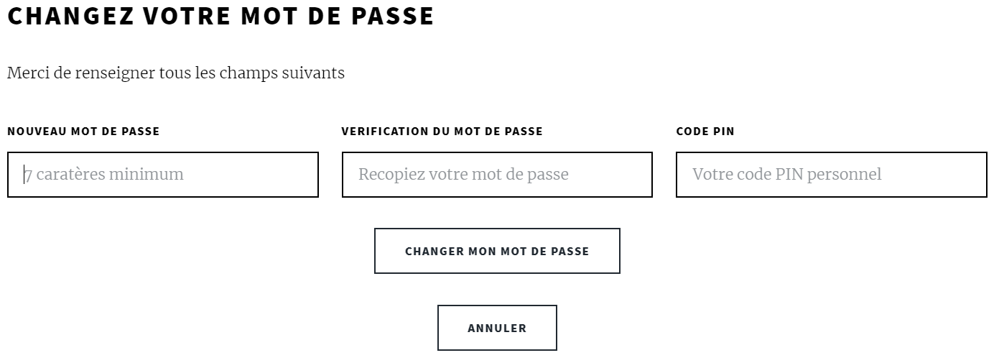 CHANGEZ VOTRE MOT DE PASSE
Merci de renseigner tous les champs suivants
NOUVEAU MOT DE PASSE
VERIFICATION DU MOT DE PASSE
CODE PIN
7 caratères minimum
Recopiez votre mot de passe
Votre code PIN personnel
CHANGER MON MOT DE PASSE
ANNULER